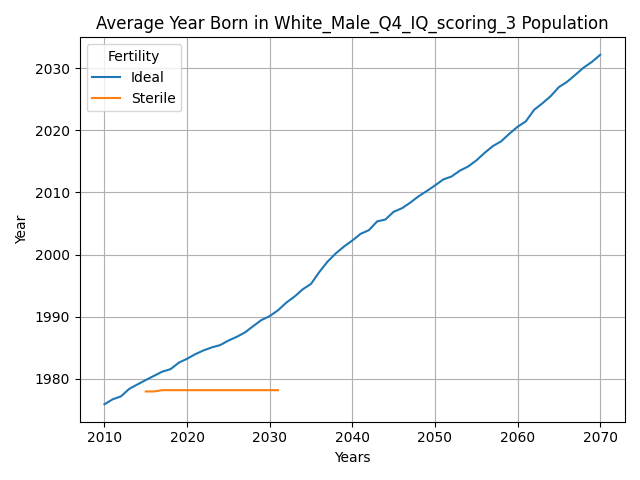 Average Year Born in White_Male_Q4_IQ_scoring_3 Population
Fertility
Ideal
Sterile
Year
2030
2020
2010
2000
1990
1980
2010 2020 2030 2040 2050 2060 2070
Years